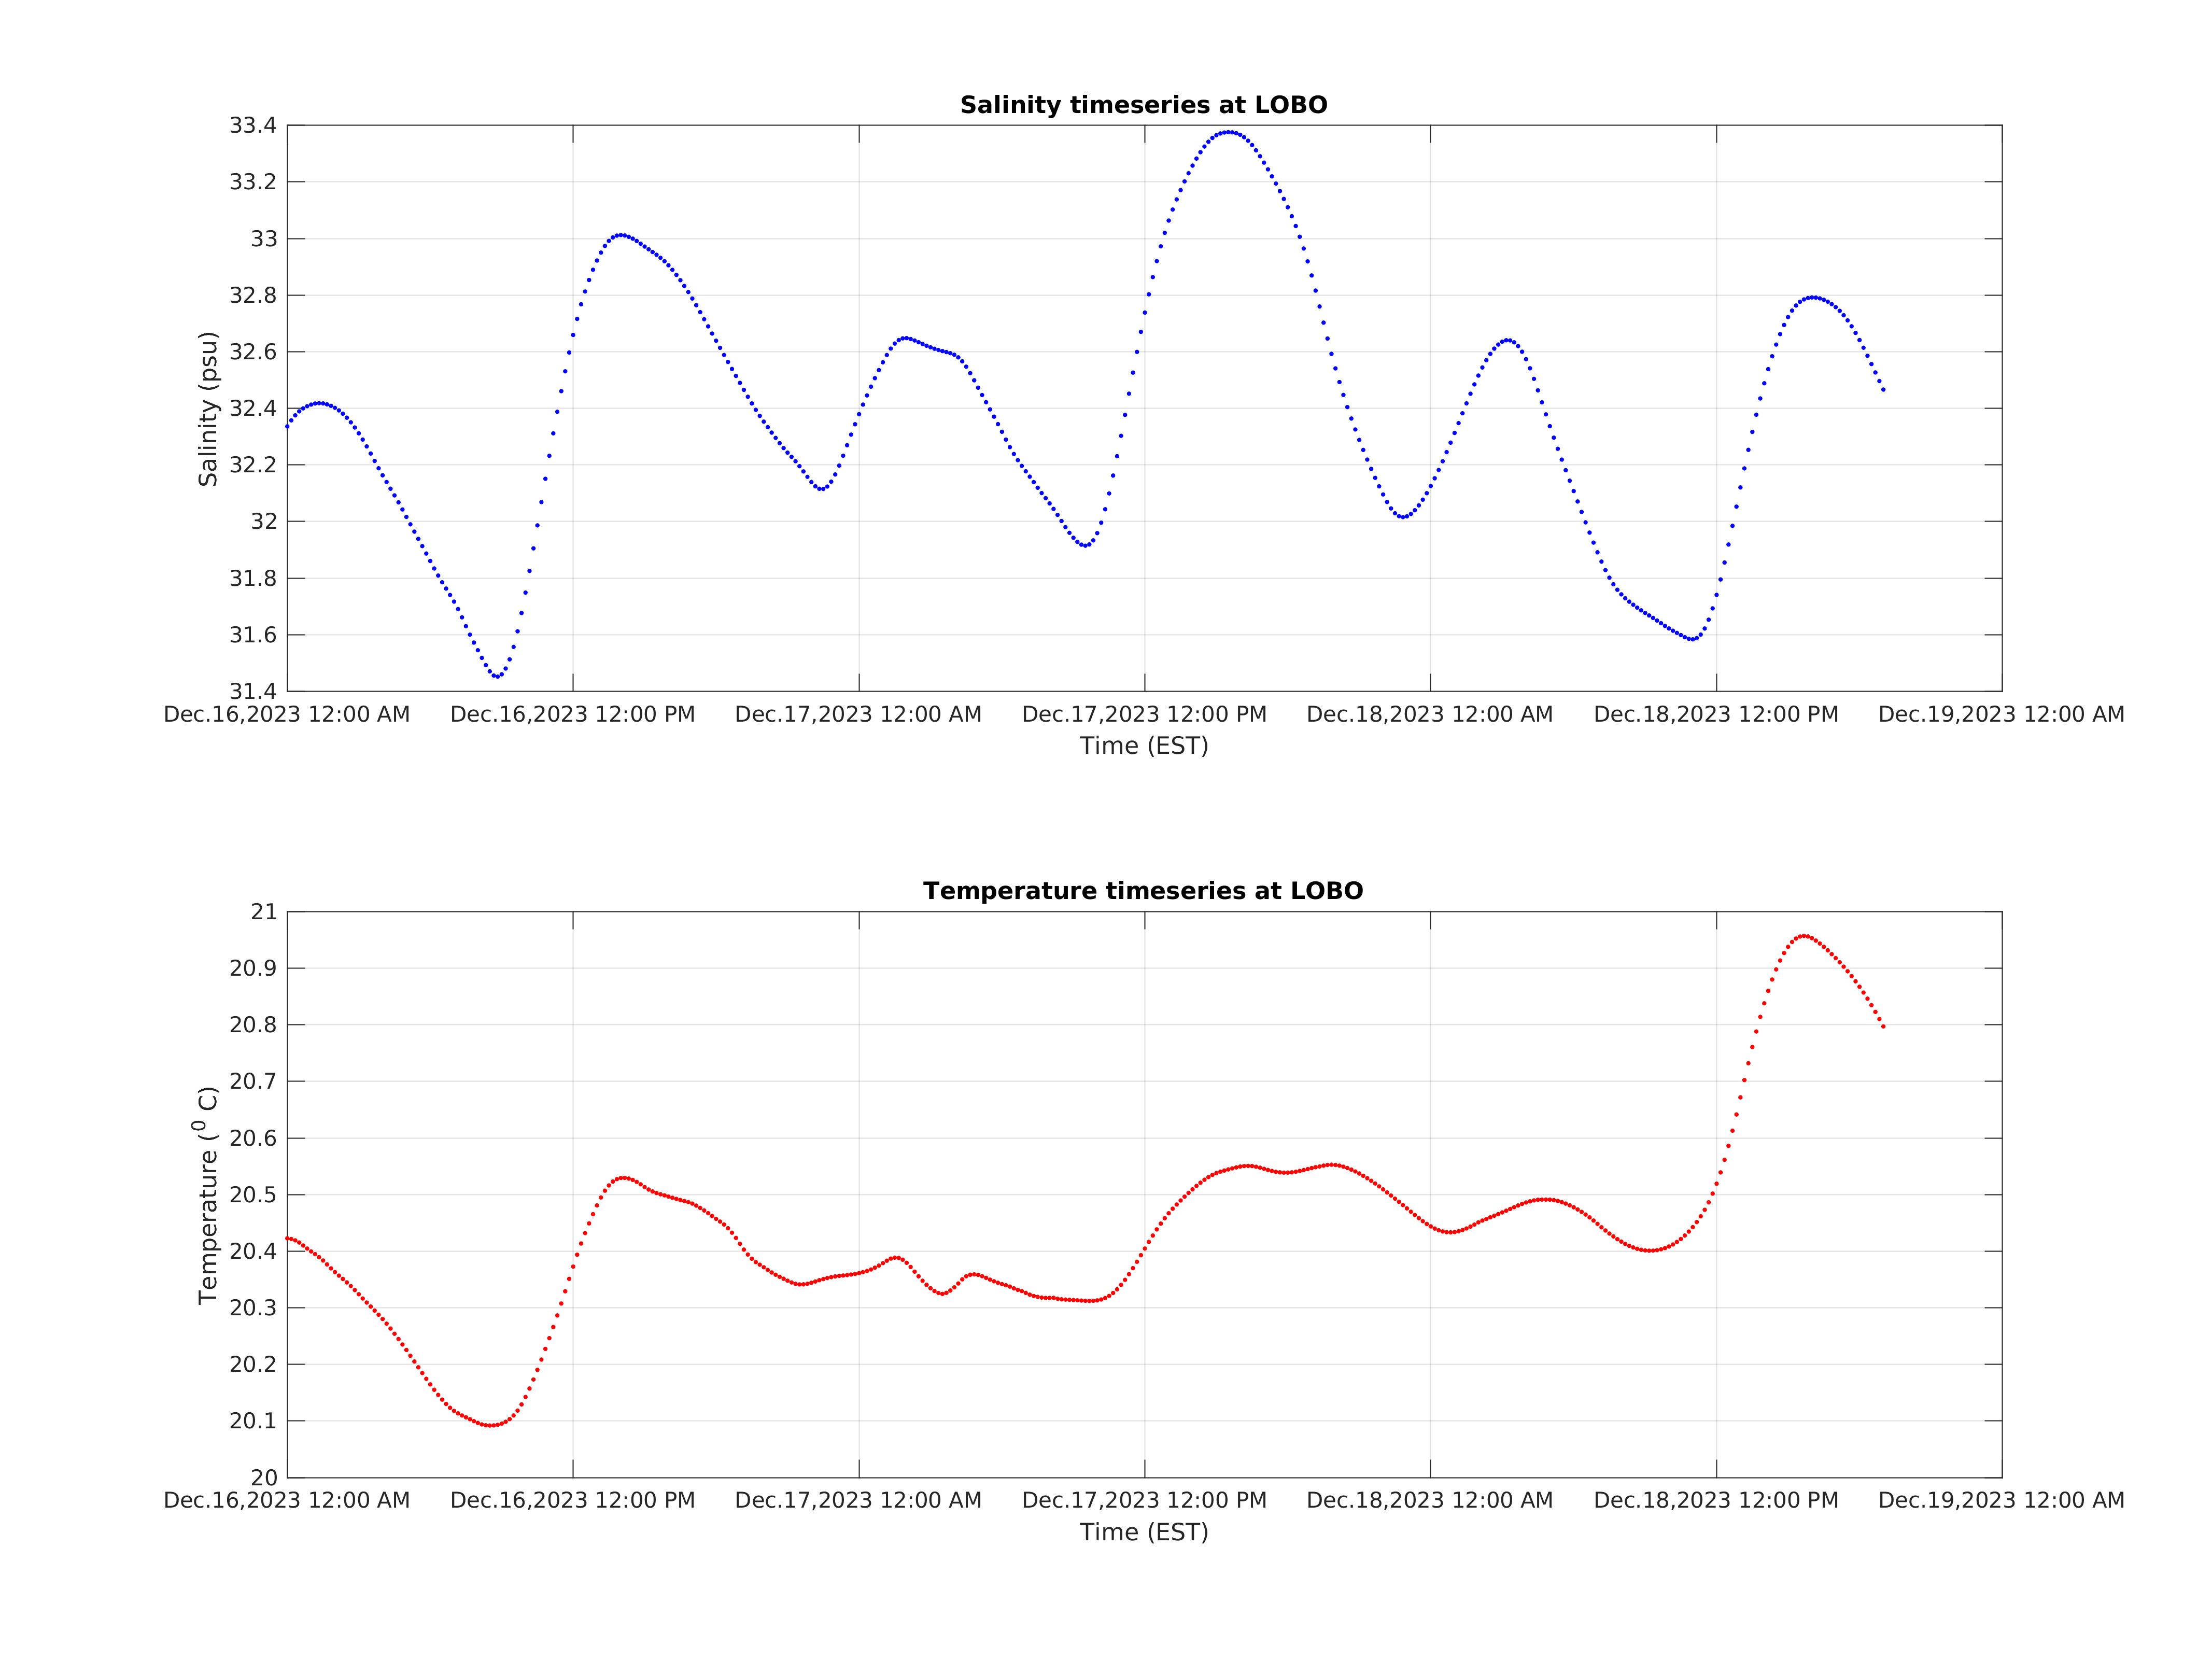 Salinity timeseries at LOBO
33.4
33.2
33
32.8
32.6
32.4
32.2
32
31.8
31.6
31.4
Salinity (psu)
Dec.16,2023 12:00 AM Dec.16,2023 12:00 PM Dec.17,2023 12:00 AM Dec.17,2023 12:00 PM Dec.18,2023 12:00 AM Dec.18,2023 12:00 PM Dec.19,2023 12:00 AM
Time (EST)
Temperature timeseries at LOBO
21
20.9
20.8
20.7
20.6
20.5
20.4
20.3
20.2
20.1
20
Temperature (⁰ C)
Dec.16,2023 12:00 AM Dec.16,2023 12:00 PM Dec.17,2023 12:00 AM Dec.17,2023 12:00 PM Dec.18,2023 12:00 AM Dec.18,2023 12:00 PM Dec.19,2023 12:00 AM
Time (EST)